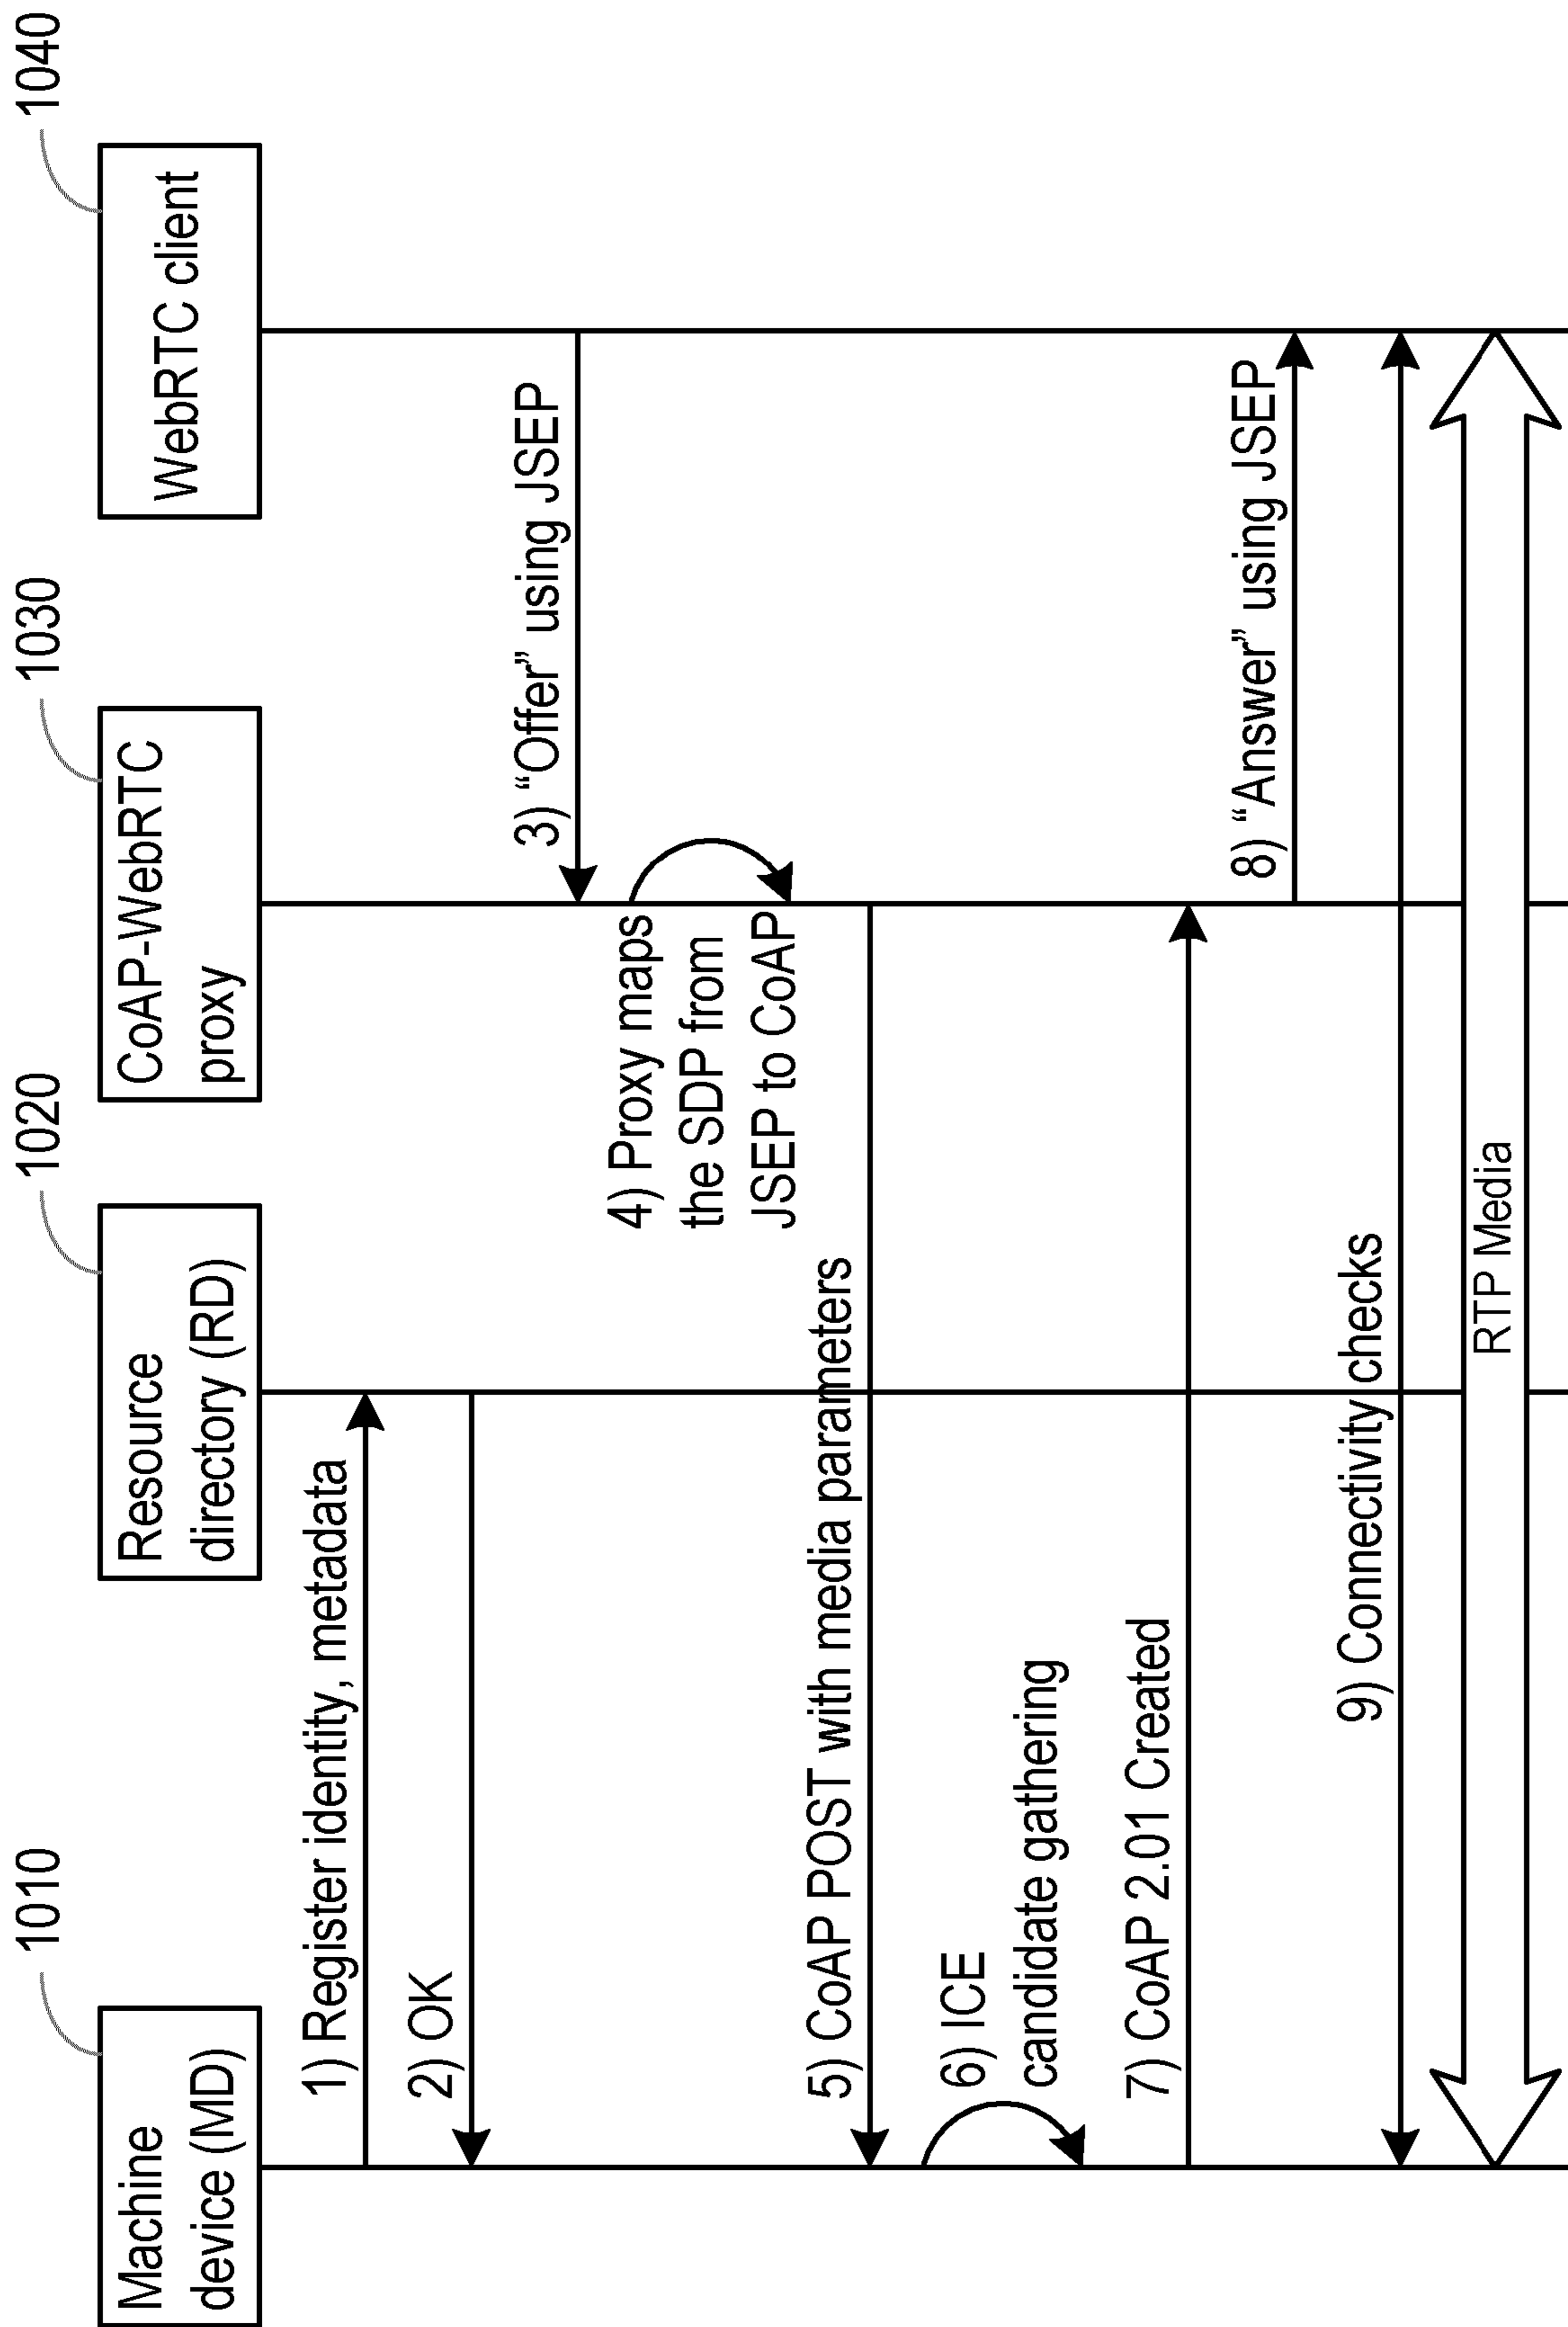 1010
1020
1030
1040
Machine
device (MD)
Resource
directory (RD)
CoAP-WebRTC
proxy
WebRTC client
1) Register identity, metadata
2) OK
3) “Offer” using JSEP
4) Proxy maps
the SDP from
JSEP to CoAP
5) CoAP POST with media parameters
6) ICE
candidate gathering
7) CoAP 2.01 Created
8) “Answer” using JSEP
9) Connectivity checks
RTP Media